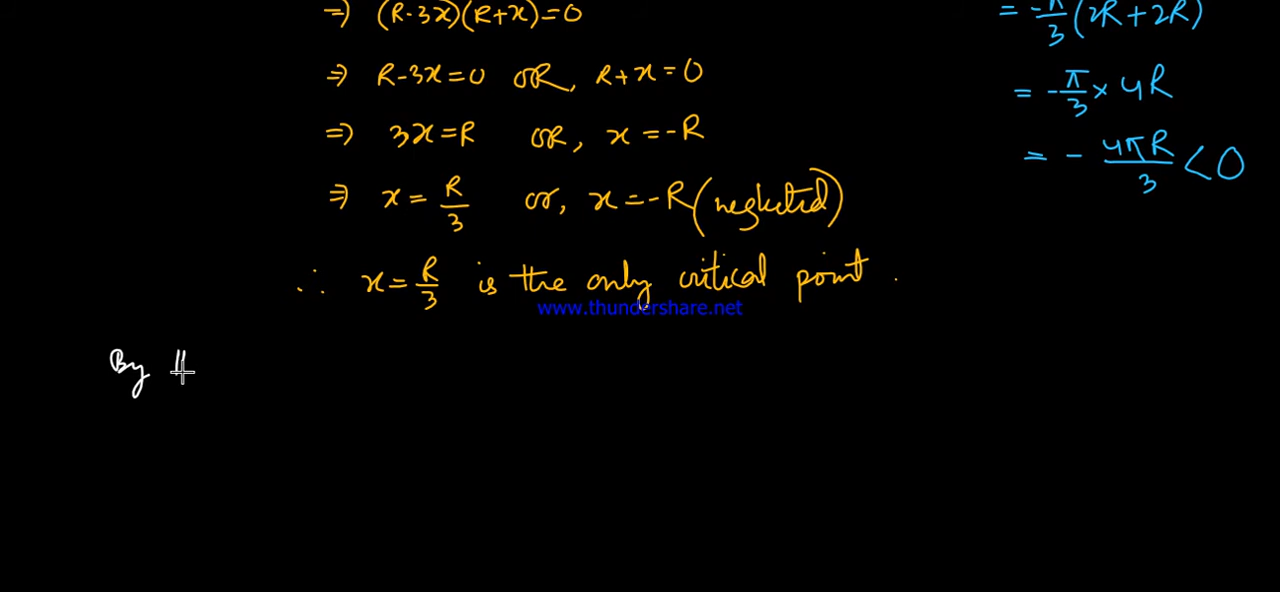 ⇒ (R-3x)(R+x)=0
⇒ R-3x=0 OR, R+x=0
⇒ 3x=R OR, x=-R
⇒ x=R/3 or, x=-R (neglected)
∴ x=R/3 is the only critical point.
www.thundershare.net
By
= -π/3 (2R+2R)
= -π/3 × 4R
= - 4πR/3 < 0